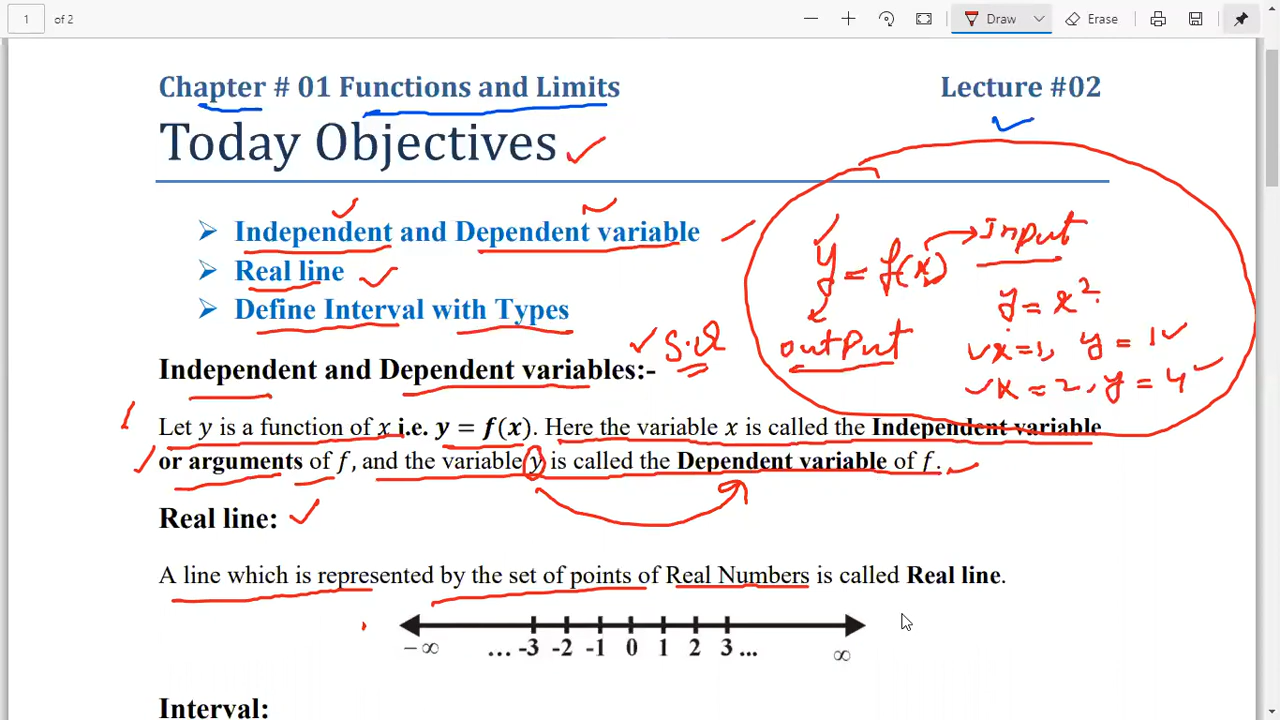 1 of 2 Draw Erase
Chapter # 01 Functions and Limits Lecture #02
Today Objectives
Independent and Dependent variable
Real line
Define Interval with Types
y = f(x) Input
output
y = x²
x=1, y = 1
x = 2, y = 4
S.Q
Independent and Dependent variables:-
Let y is a function of x i.e. y = f(x). Here the variable x is called the Independent variable
or arguments of f, and the variable y is called the Dependent variable of f.
Real line:
A line which is represented by the set of points of Real Numbers is called Real line.
... -3 -2 -1 0 1 2 3 ...
− ∞ ∞
Interval: